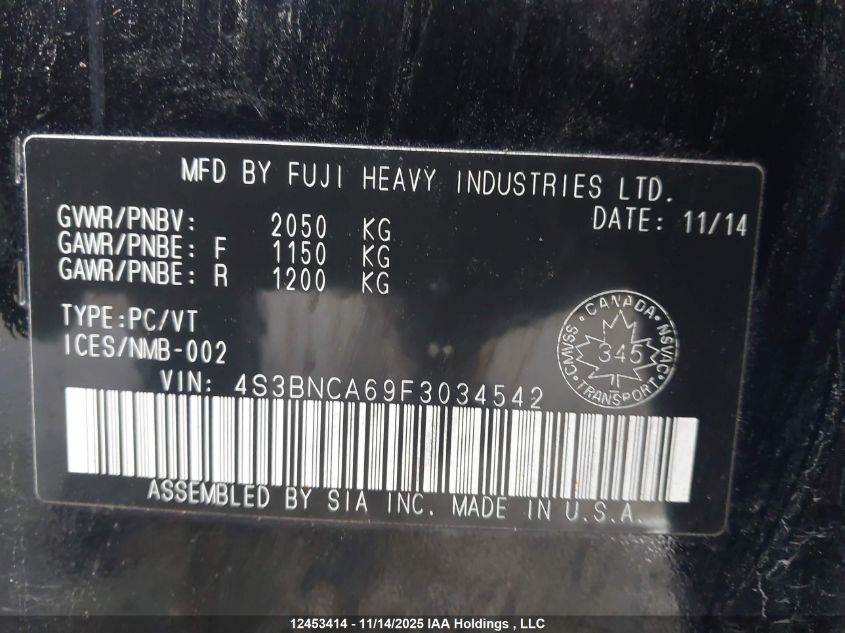 MFD BY FUJI HEAVY INDUSTRIES LTD.
DATE: 11/14
GVWR/PNBV: 2050 KG
GAWR/PNBE: F 1150 KG
GAWR/PNBE: R 1200 KG
TYPE:PC/VT
ICES/NMB-002
CANADA
CMVSS
NSVAC
345
TRANSPORT
VIN: 4S3BNCA69F3034542
ASSEMBLED BY SIA INC. MADE IN U.S.A.
12453414 - 11/14/2025 IAA Holdings , LLC